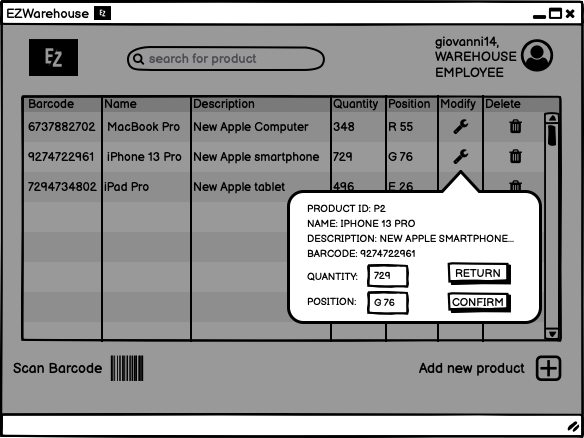 EZWarehouse EZ
EZ
search for product
giovanni14,
WAREHOUSE
EMPLOYEE
Barcode Name Description Quantity Position Modify Delete
6737882702 MacBook Pro New Apple Computer 348 R 55
9274722961 iPhone 13 Pro New Apple smartphone 729 G 76
7294734802 iPad Pro New Apple tablet 496 E 26
PRODUCT ID: P2
NAME: IPHONE 13 PRO
DESCRIPTION: NEW APPLE SMARTPHONE...
BARCODE: 9274722961
QUANTITY: 729 RETURN
POSITION: G 76 CONFIRM
Scan Barcode Add new product